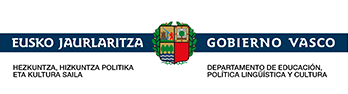 EUSKO JAURLARITZA
GOBIERNO VASCO
HEZKUNTZA, HIZKUNTZA POLITIKA
ETA KULTURA SAILA
DEPARTAMENTO DE EDUCACIÓN,
POLÍTICA LINGÜÍSTICA Y CULTURA